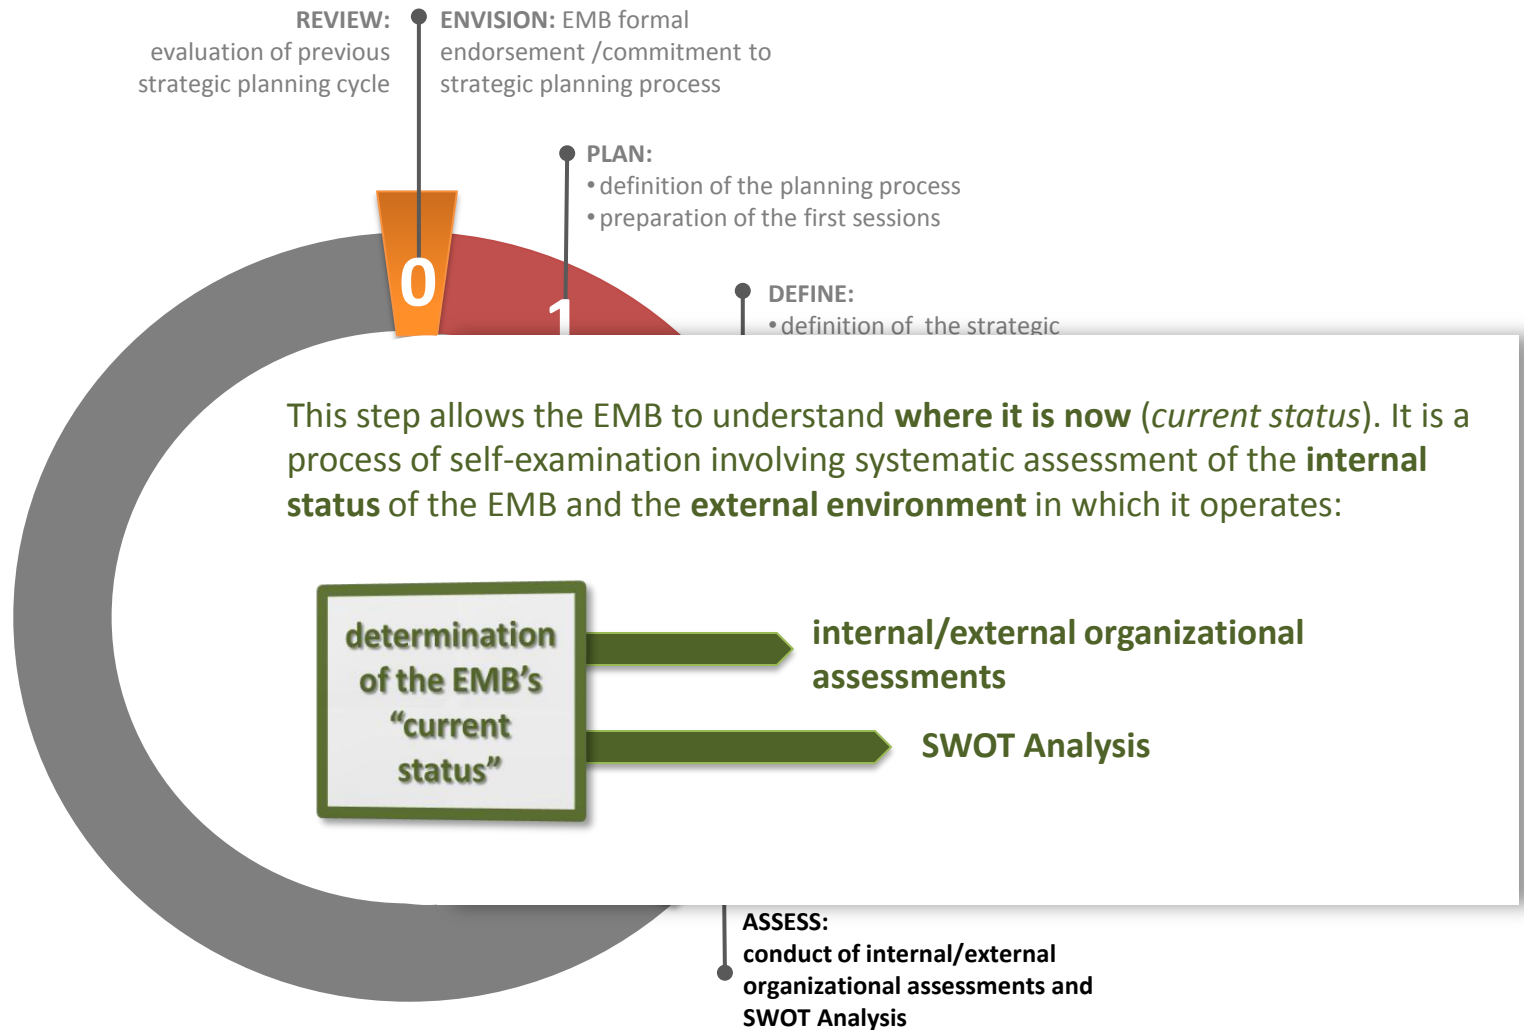 REVIEW:
evaluation of previous
strategic planning cycle
ENVISION: EMB formal
endorsement /commitment to
strategic planning process
PLAN:
• definition of the planning process
• preparation of the first sessions
0
1
DEFINE:
• definition of  the strategic
This step allows the EMB to understand where it is now (current status). It is a
process of self-examination involving systematic assessment of the internal
status of the EMB and the external environment in which it operates:
determination
of the EMB's
“current
status”
internal/external organizational
assessments
SWOT Analysis
ASSESS:
conduct of internal/external
organizational assessments and
SWOT Analysis